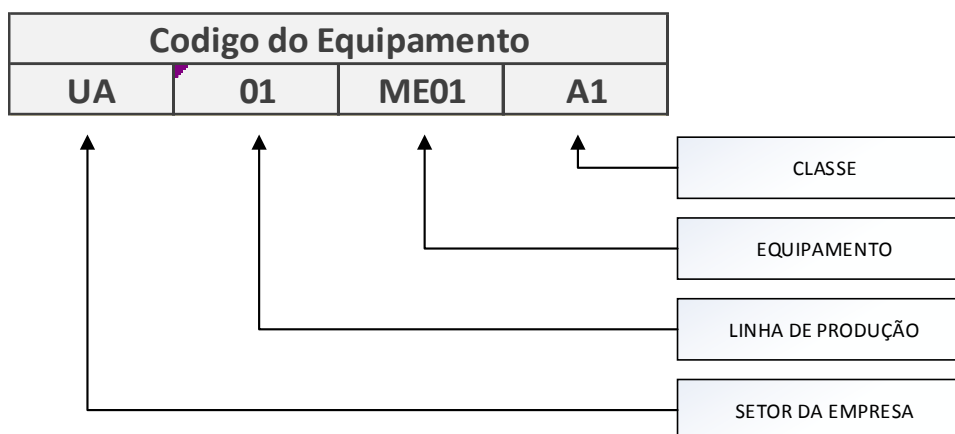 Codigo do Equipamento
UA 01 ME01 A1
CLASSE
EQUIPAMENTO
LINHA DE PRODUÇÃO
SETOR DA EMPRESA